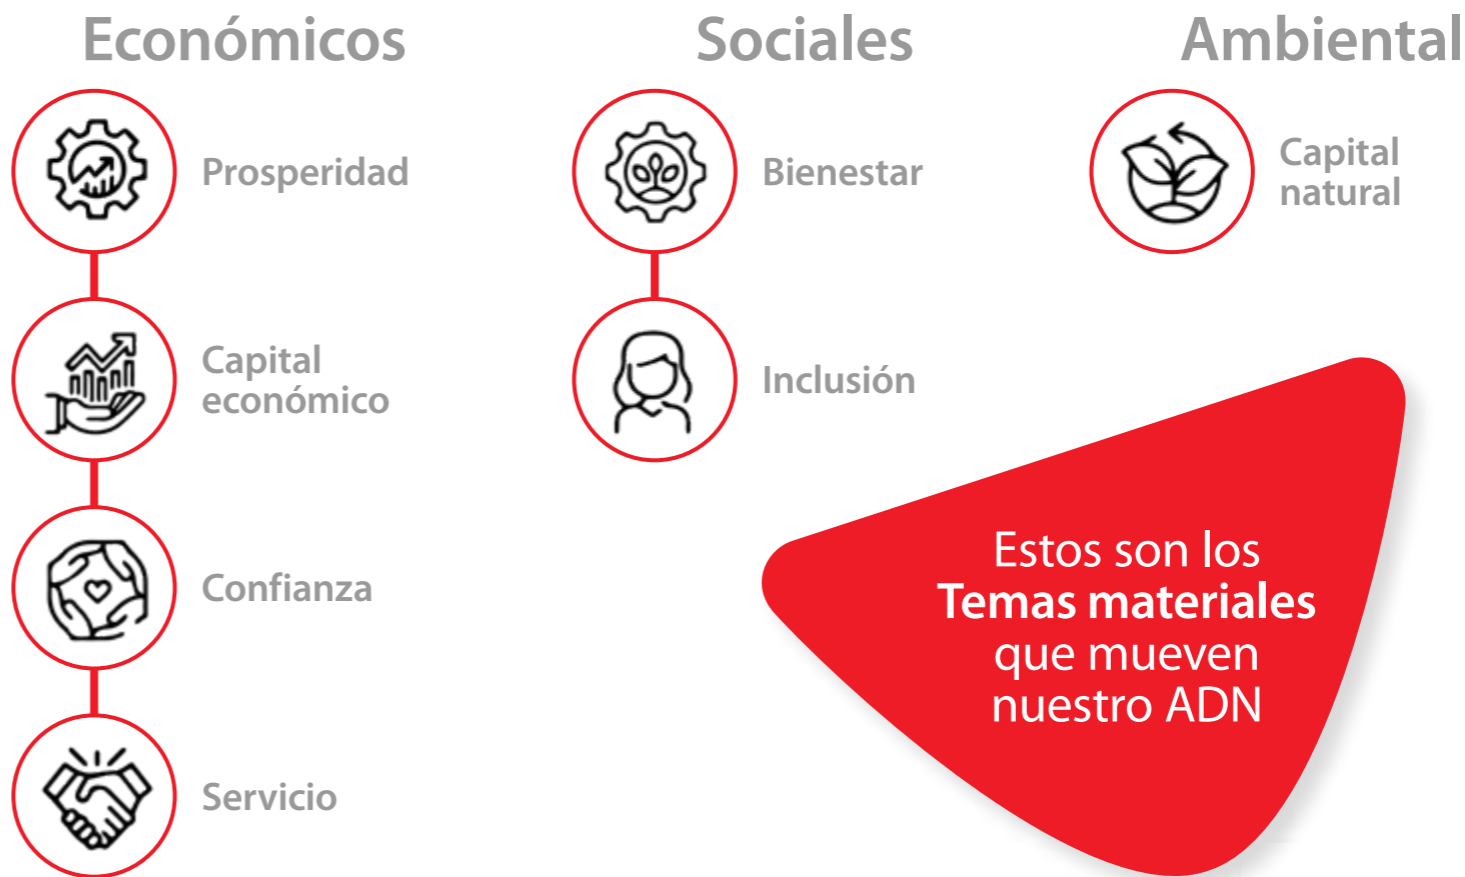 Económicos
Prosperidad
Capital
económico
Confianza
Servicio
Sociales
Bienestar
Inclusión
Ambiental
Capital
natural
Estos son los
Temas materiales
que mueven
nuestro ADN